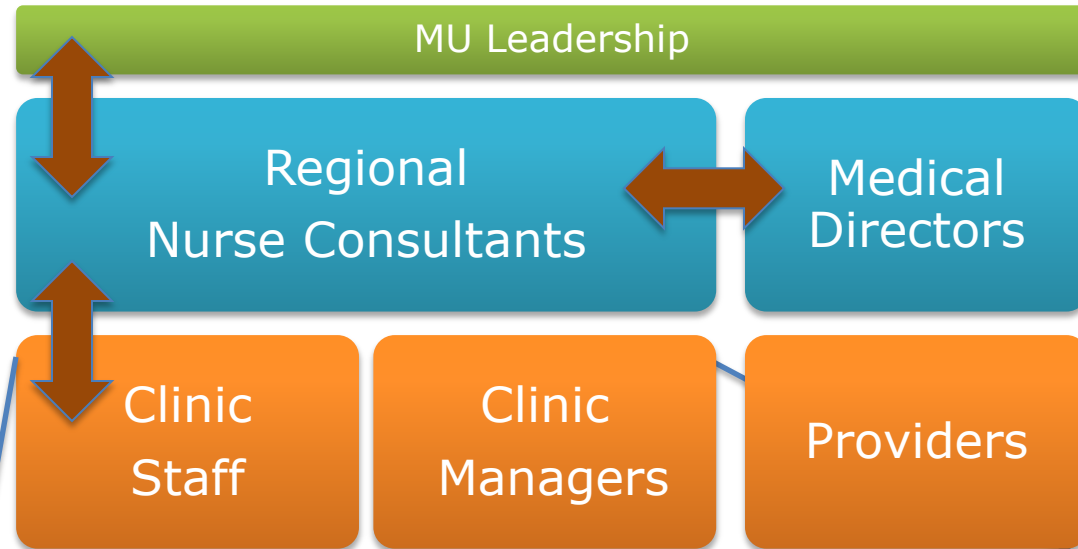 MU Leadership
Regional
Nurse Consultants
Medical
Directors
Clinic
Staff
Clinic
Managers
Providers